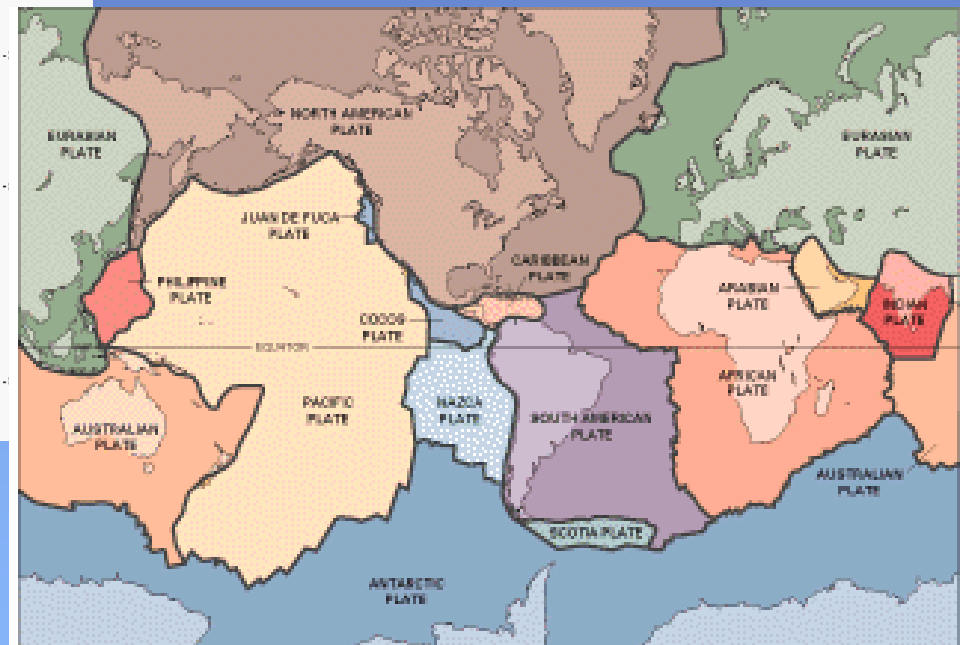 NORTH AMERICAN
PLATE
EURASIAN
PLATE
EURASIAN
PLATE
JUAN DE FUCA
PLATE
CARIBBEAN
PLATE
PHILIPPINE
PLATE
ARABIAN
PLATE
INDIAN
PLATE
COCOS
PLATE
EQUATOR
AFRICAN
PLATE
PACIFIC
PLATE
NAZCA
PLATE
SOUTH AMERICAN
PLATE
AUSTRALIAN
PLATE
AUSTRALIAN
PLATE
SCOTIA PLATE
ANTARCTIC
PLATE